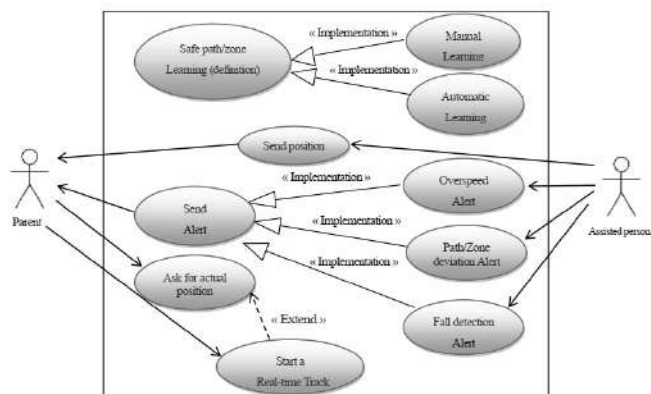 « Implementation »
Safe path/zone
Learning (definition)
Manual
Learning
« Implementation »
Automatic
Learning
Send position
« Implementation »
Overspeed
Alert
Parent
Send
Alert
« Implementation »
Assisted person
Path/Zone
deviation Alert
« Implementation »
Ask for actual
position
« Extend »
Fall detection
Alert
Start a
Real-time Track